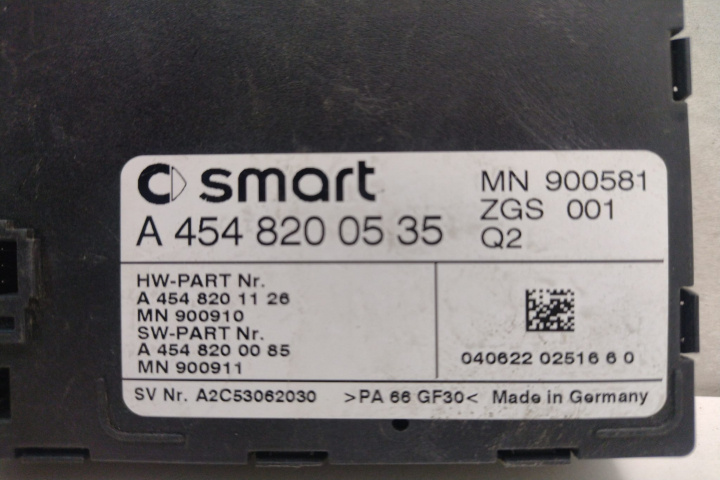 smart
A 454 820 05 35
MN 900581
ZGS 001
Q2
HW-PART Nr.
A 454 820 11 26
MN 900910
SW-PART Nr.
A 454 820 00 85
MN 900911
040622 02516 6 0
SV Nr. A2C53062030 >PA 66 GF30< Made in Germany